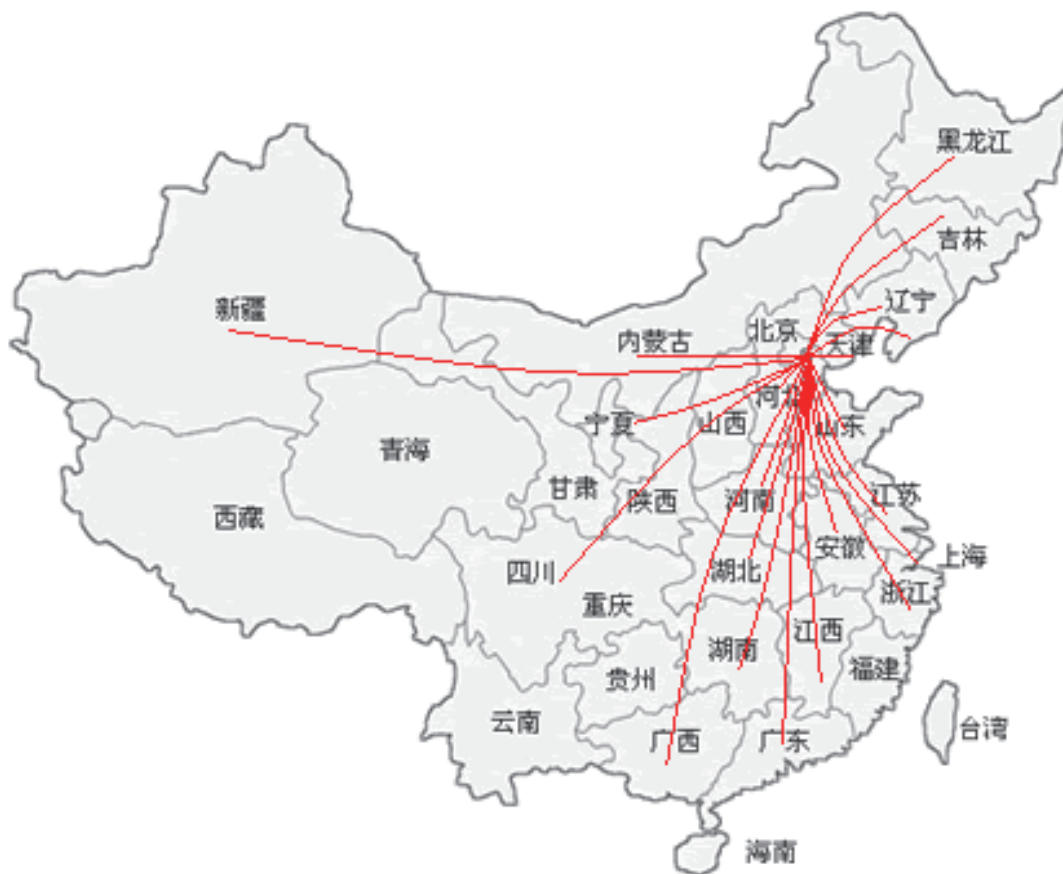 黑龙江
吉林
辽宁
新疆
北京
内蒙古
天津
河北
宁夏
山西
山东
青海
甘肃
陕西
河南
江苏
西藏
安徽
上海
四川
湖北
重庆
浙江
江西
湖南
福建
贵州
云南
广西
广东
台湾
海南